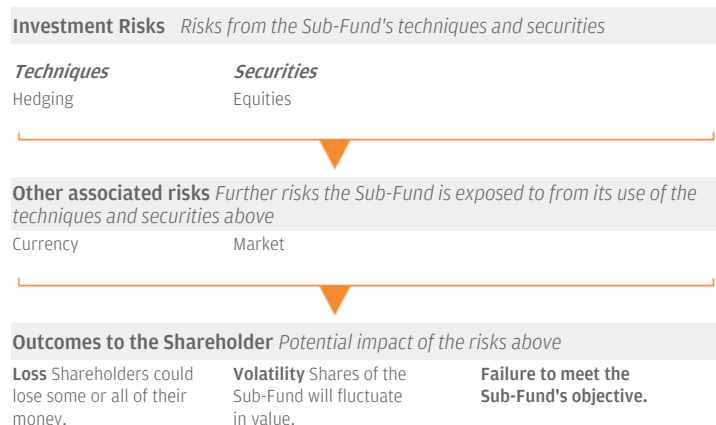 Investment Risks Risks from the Sub-Fund's techniques and securities
Techniques Securities
Hedging Equities
Other associated risks Further risks the Sub-Fund is exposed to from its use of the
techniques and securities above
Currency Market
Outcomes to the Shareholder Potential impact of the risks above
Loss Shareholders could
lose some or all of their
money.
Volatility Shares of the
Sub-Fund will fluctuate
in value.
Failure to meet the
Sub-Fund's objective.